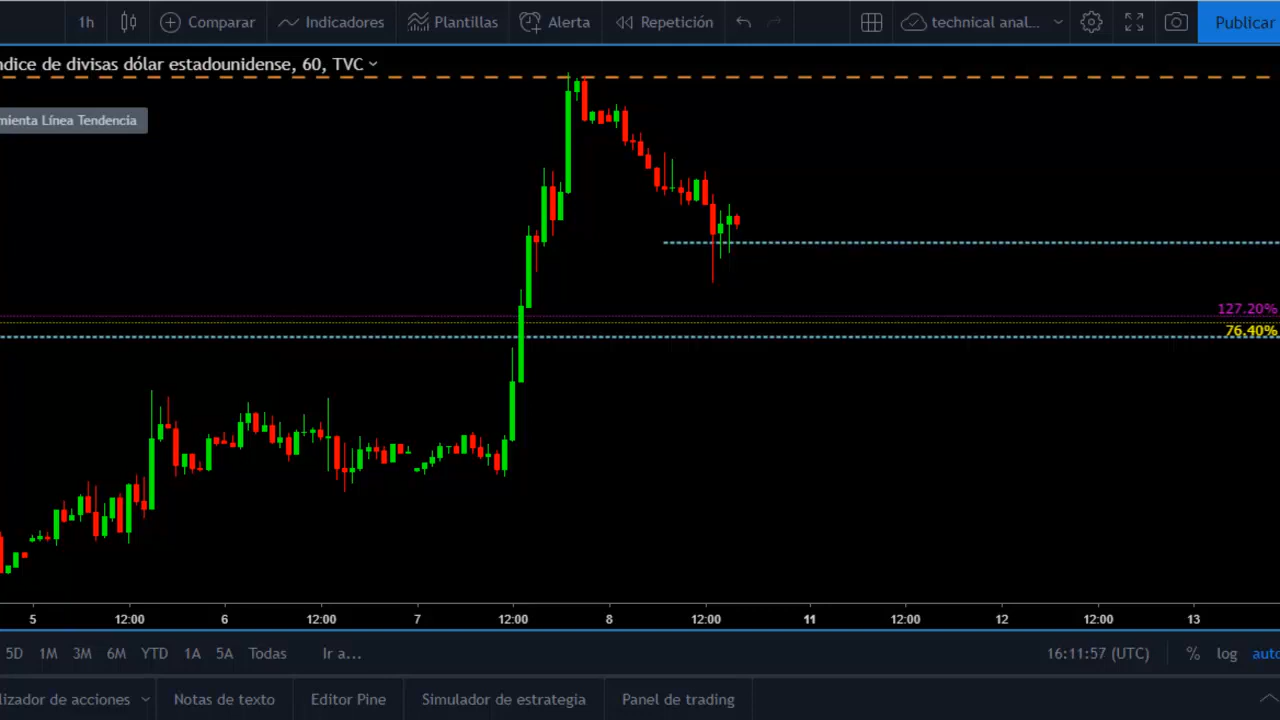 1h Comparar Indicadores Plantillas Alerta Repetición technical anal... Publicar
ndice de divisas dólar estadounidense, 60, TVC
mienta Línea Tendencia
127.20%
76.40%
5 12:00 6 12:00 7 12:00 8 12:00 11 12:00 12 12:00 13
5D 1M 3M 6M YTD 1A 5A Todas Ir a... 16:11:57 (UTC) % log auto
lizador de acciones Notas de texto Editor Pine Simulador de estrategia Panel de trading